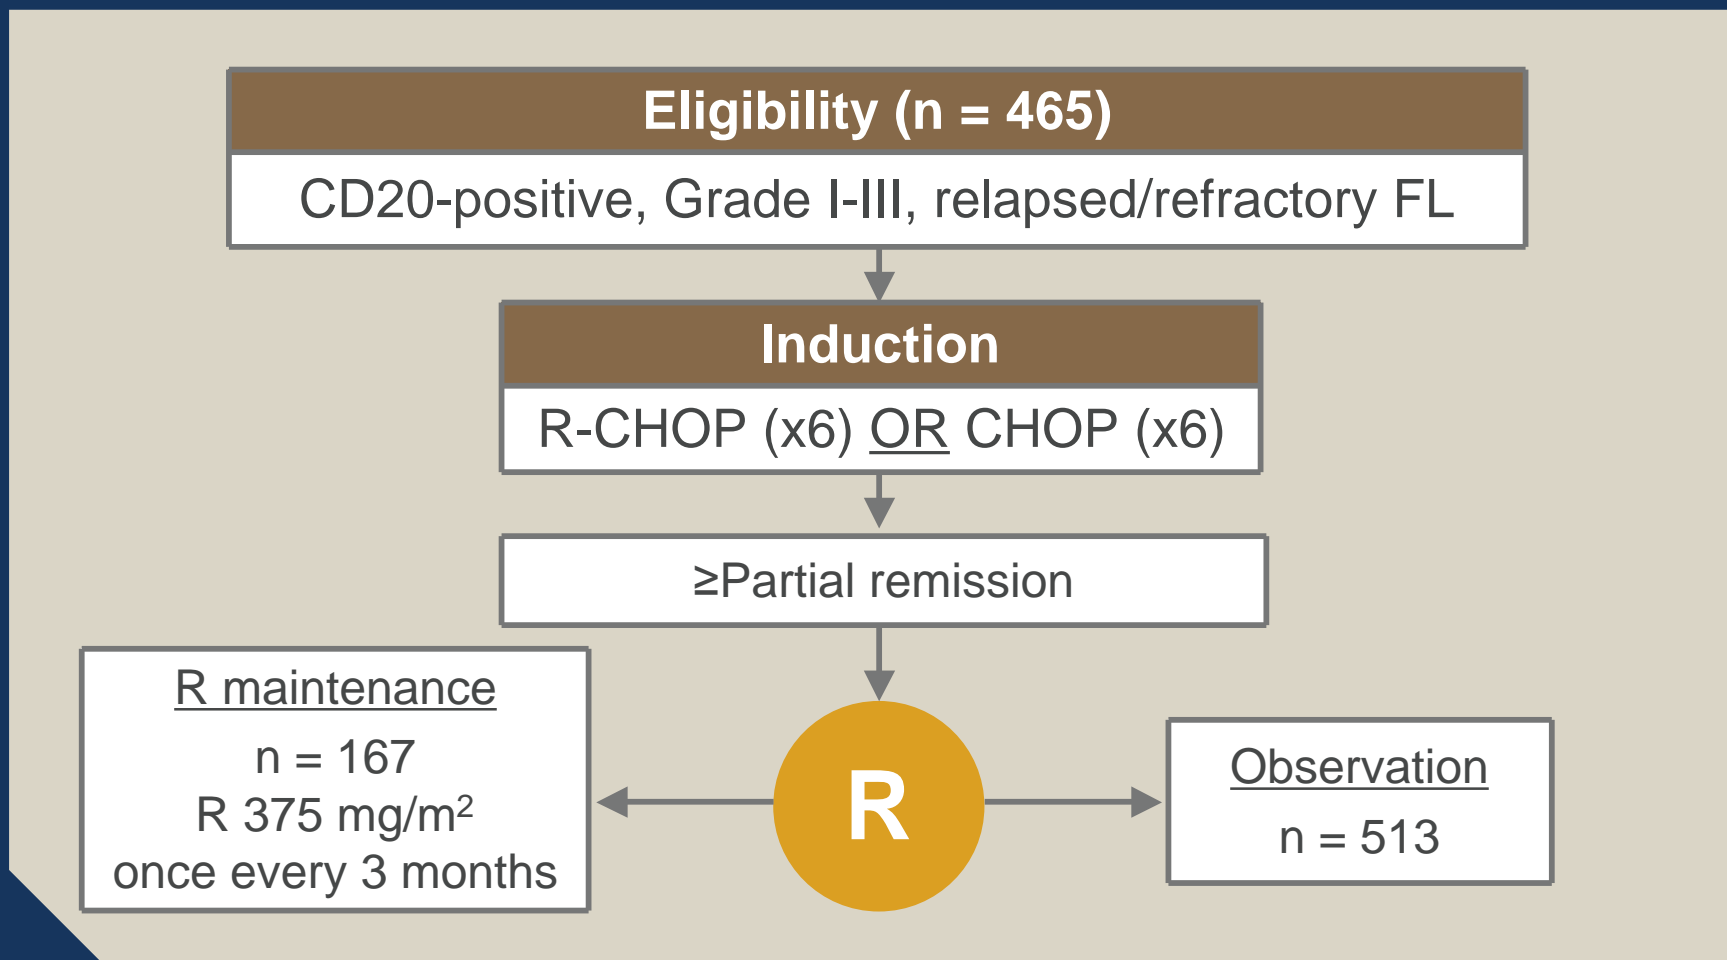 Eligibility (n = 465)
CD20-positive, Grade I-III, relapsed/refractory FL
Induction
R-CHOP (x6) OR CHOP (x6)
≥Partial remission
R maintenance
n = 167
R 375 mg/m²
once every 3 months
R
Observation
n = 513